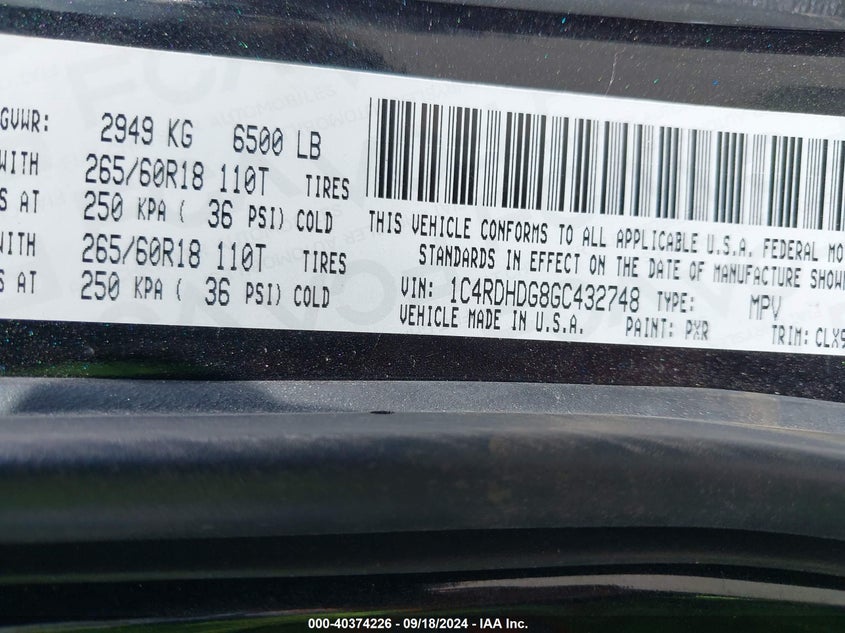 GVWR: 2949 KG 6500 LB
WITH 265/60R18 110T TIRES
S AT 250 KPA ( 36 PSI) COLD
WITH 265/60R18 110T TIRES
S AT 250 KPA ( 36 PSI) COLD
THIS VEHICLE CONFORMS TO ALL APPLICABLE U.S.A. FEDERAL MO
STANDARDS IN EFFECT ON THE DATE OF MANUFACTURE SHOWN
VIN: 1C4RDHDG8GC432748 TYPE: MPV
VEHICLE MADE IN U.S.A. PAINT: PXR TRIM: CLX9
000-40374226 - 09/18/2024 - IAA Inc.